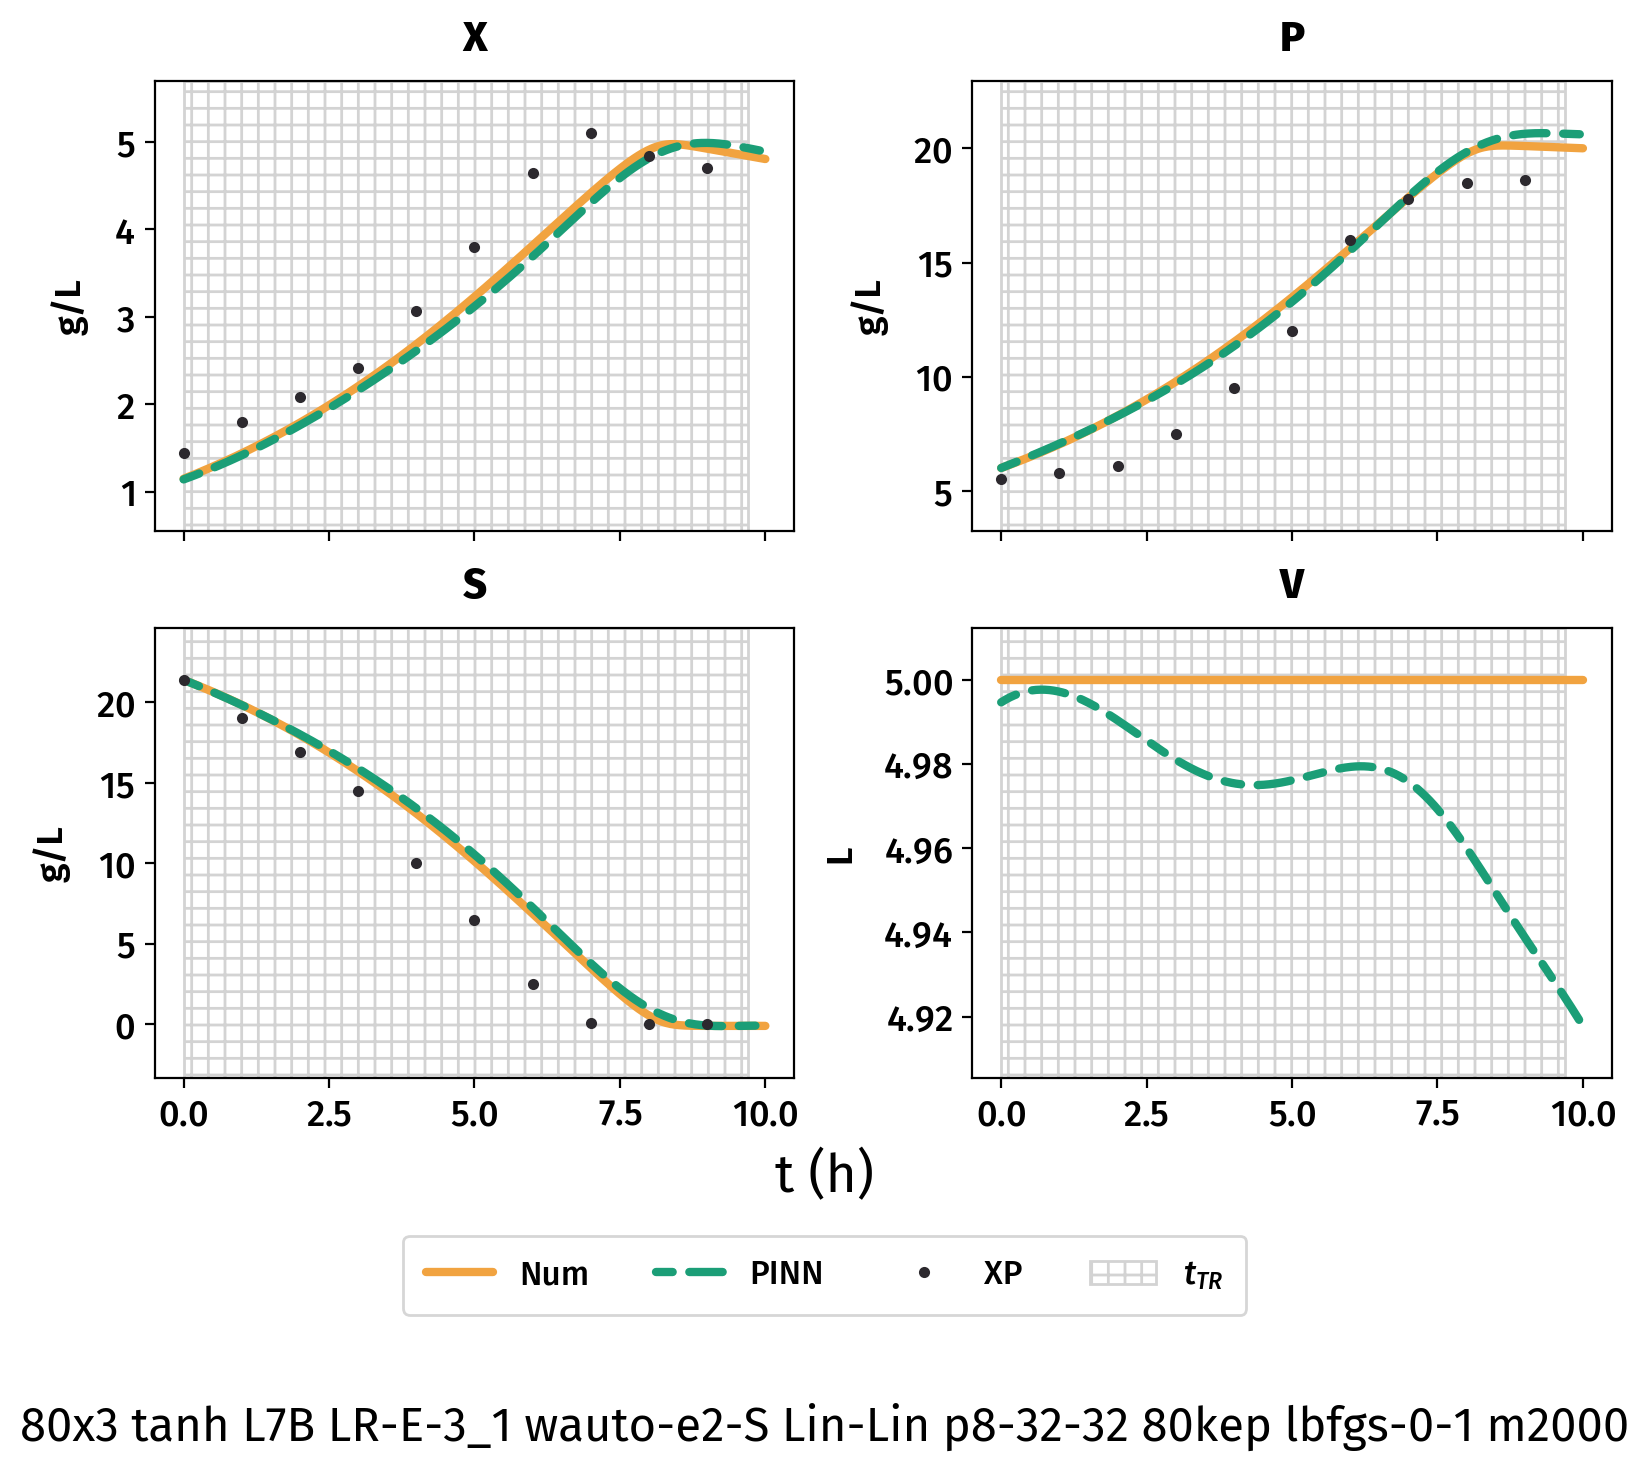 X
P
5
4
3
2
1
g/L
20
15
10
5
g/L
S
V
20
15
10
5
0
g/L
5.00
4.98
4.96
4.94
4.92
L
0.0 2.5 5.0 7.5 10.0
0.0 2.5 5.0 7.5 10.0
t (h)
Num PINN XP tTR
80x3 tanh L7B LR-E-3_1 wauto-e2-S Lin-Lin p8-32-32 80kep lbfgs-0-1 m2000